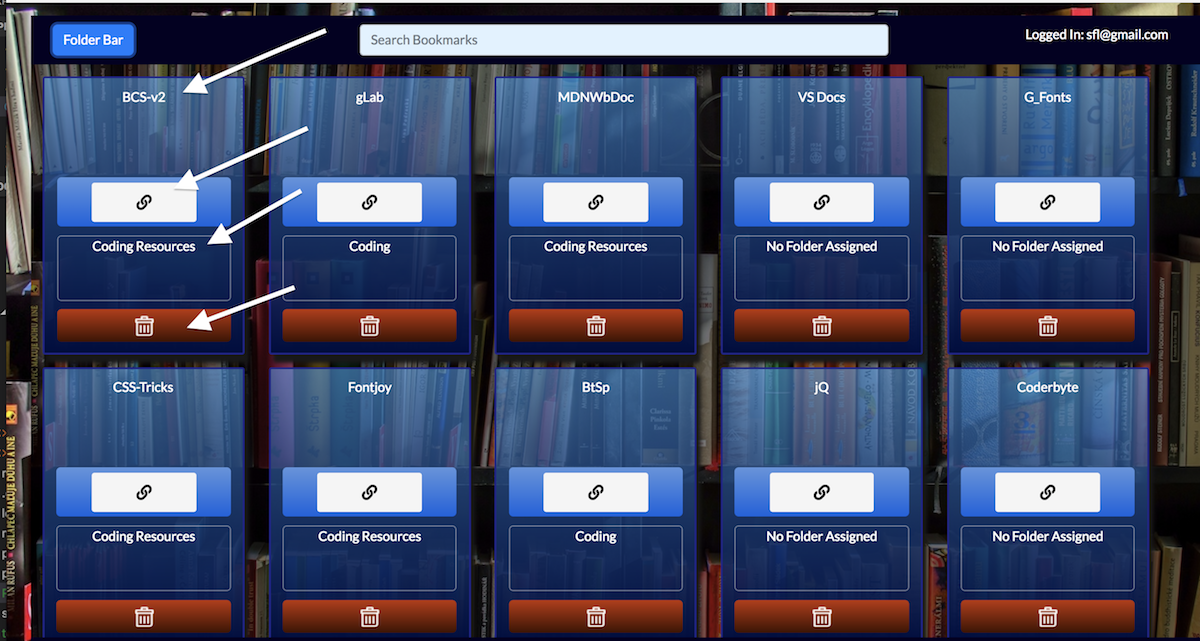 Folder Bar
Search Bookmarks
Logged In: sfl@gmail.com
BCS-v2
gLab
MDNWbDoc
VS Docs
G_Fonts
Coding Resources
Coding
Coding Resources
No Folder Assigned
No Folder Assigned
CSS-Tricks
Fontjoy
BtSp
jQ
Coderbyte
Coding Resources
Coding Resources
Coding
No Folder Assigned
No Folder Assigned